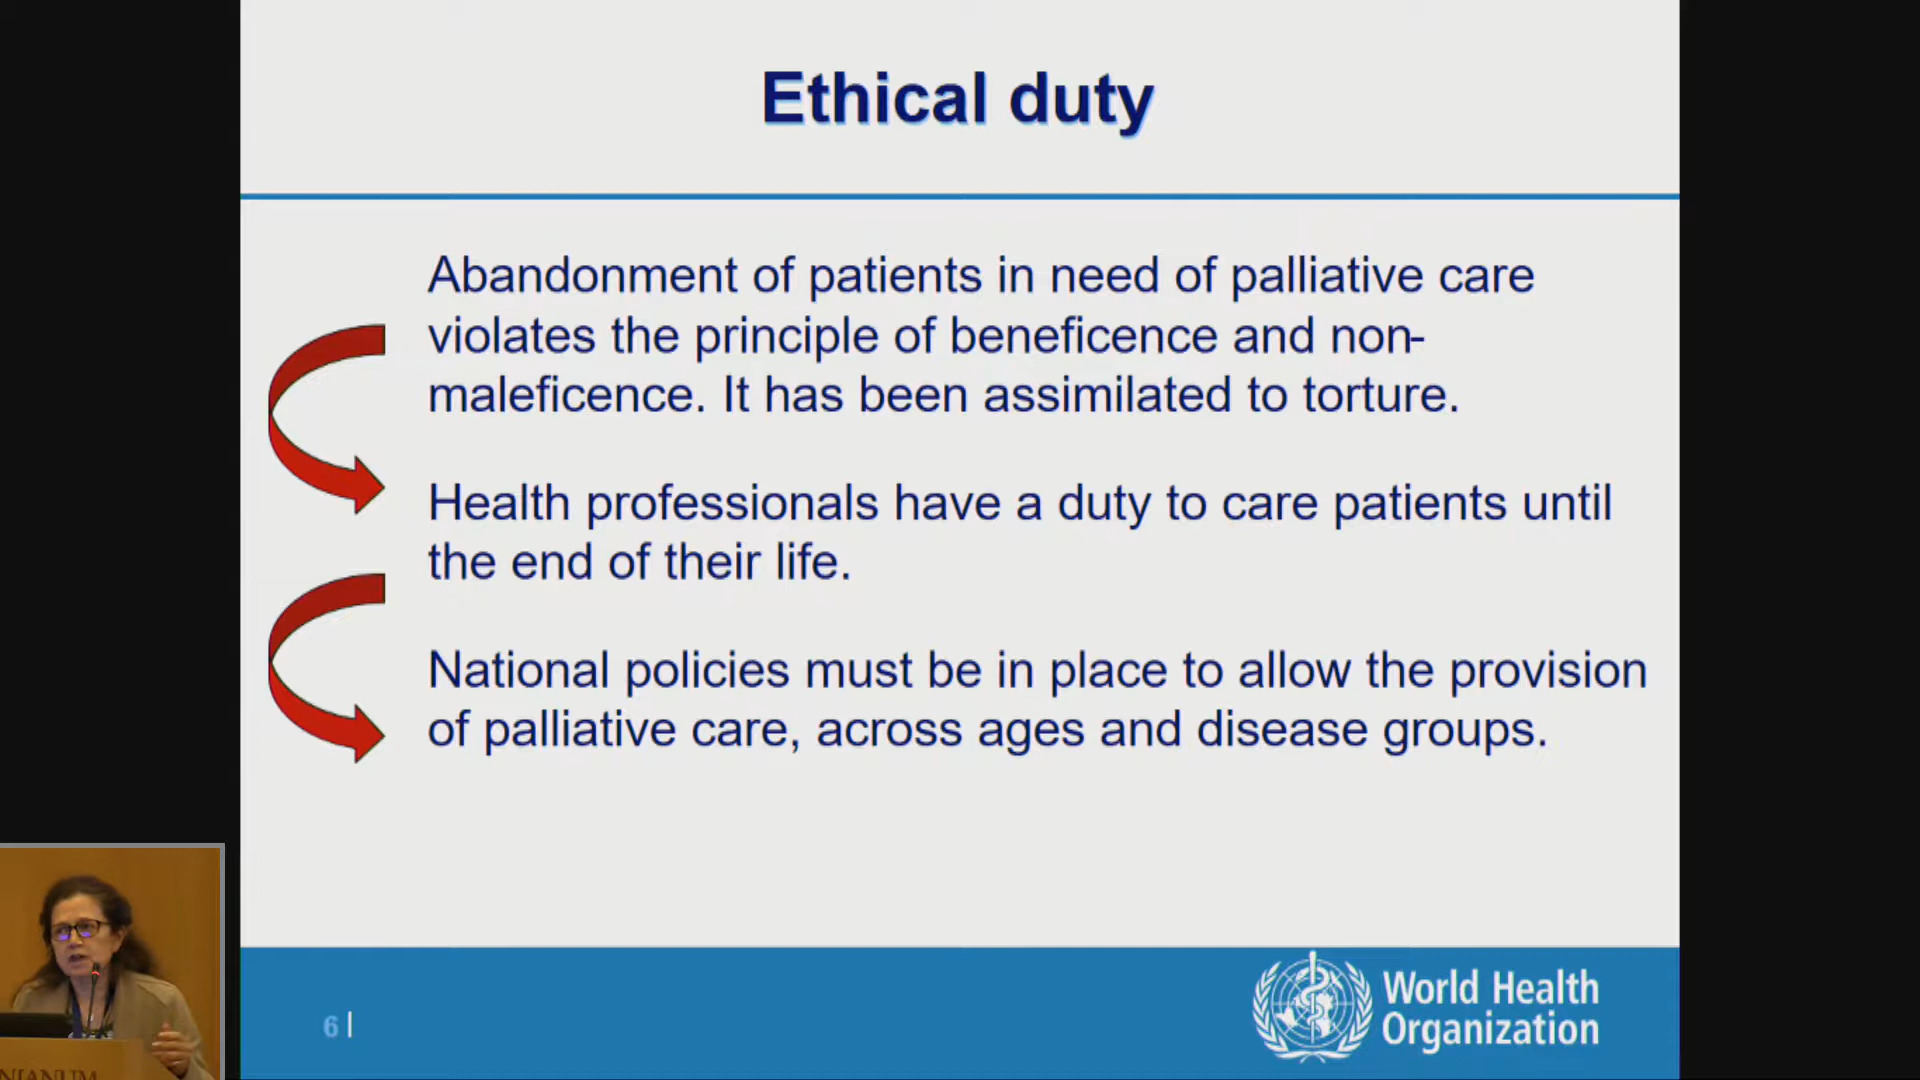 Ethical duty
Abandonment of patients in need of palliative care
violates the principle of beneficence and non-
maleficence. It has been assimilated to torture.
Health professionals have a duty to care patients until
the end of their life.
National policies must be in place to allow the provision
of palliative care, across ages and disease groups.
6 |
World Health
Organization
NIANUM